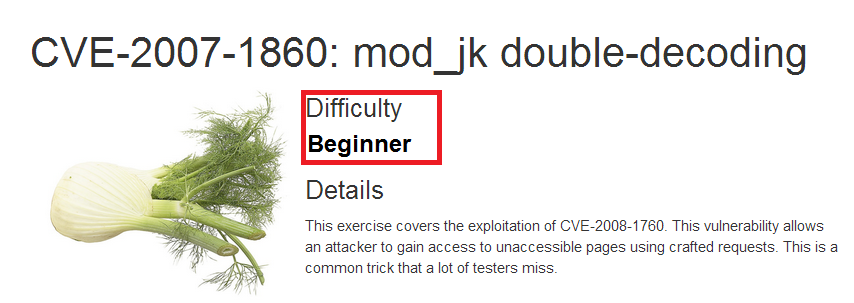 CVE-2007-1860: mod_jk double-decoding
Difficulty
Beginner
Details
This exercise covers the exploitation of CVE-2008-1760. This vulnerability allows
an attacker to gain access to unaccessible pages using crafted requests. This is a
common trick that a lot of testers miss.